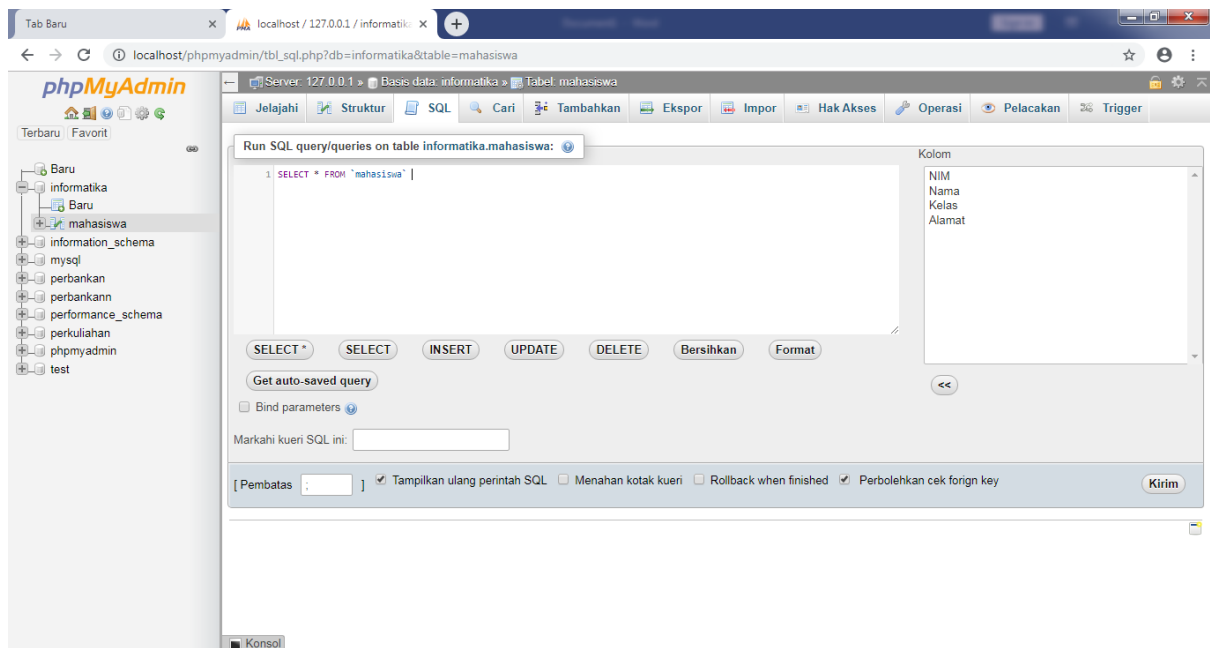 Tab Baru
localhost / 127.0.0.1 / informatik
localhost/phpmyadmin/tbl_sql.php?db=informatika&table=mahasiswa
phpMyAdmin
Terbaru Favorit
Baru
informatika
Baru
mahasiswa
information_schema
mysql
perbankan
perbankann
performance_schema
perkuliahan
phpmyadmin
test
Server: 127.0.0.1 » Basis data: informatika » Tabel: mahasiswa
Jelajahi Struktur SQL Cari Tambahkan Ekspor Impor Hak Akses Operasi Pelacakan Trigger
Run SQL query/queries on table informatika.mahasiswa:
1 SELECT * FROM `mahasiswa`
Kolom
NIM
Nama
Kelas
Alamat
SELECT * SELECT INSERT UPDATE DELETE Bersihkan Format
Get auto-saved query
<<
Bind parameters
Markahi kueri SQL ini:
[ Pembatas ; ] Tampilkan ulang perintah SQL Menahan kotak kueri Rollback when finished Perbolehkan cek forign key Kirim
Konsol